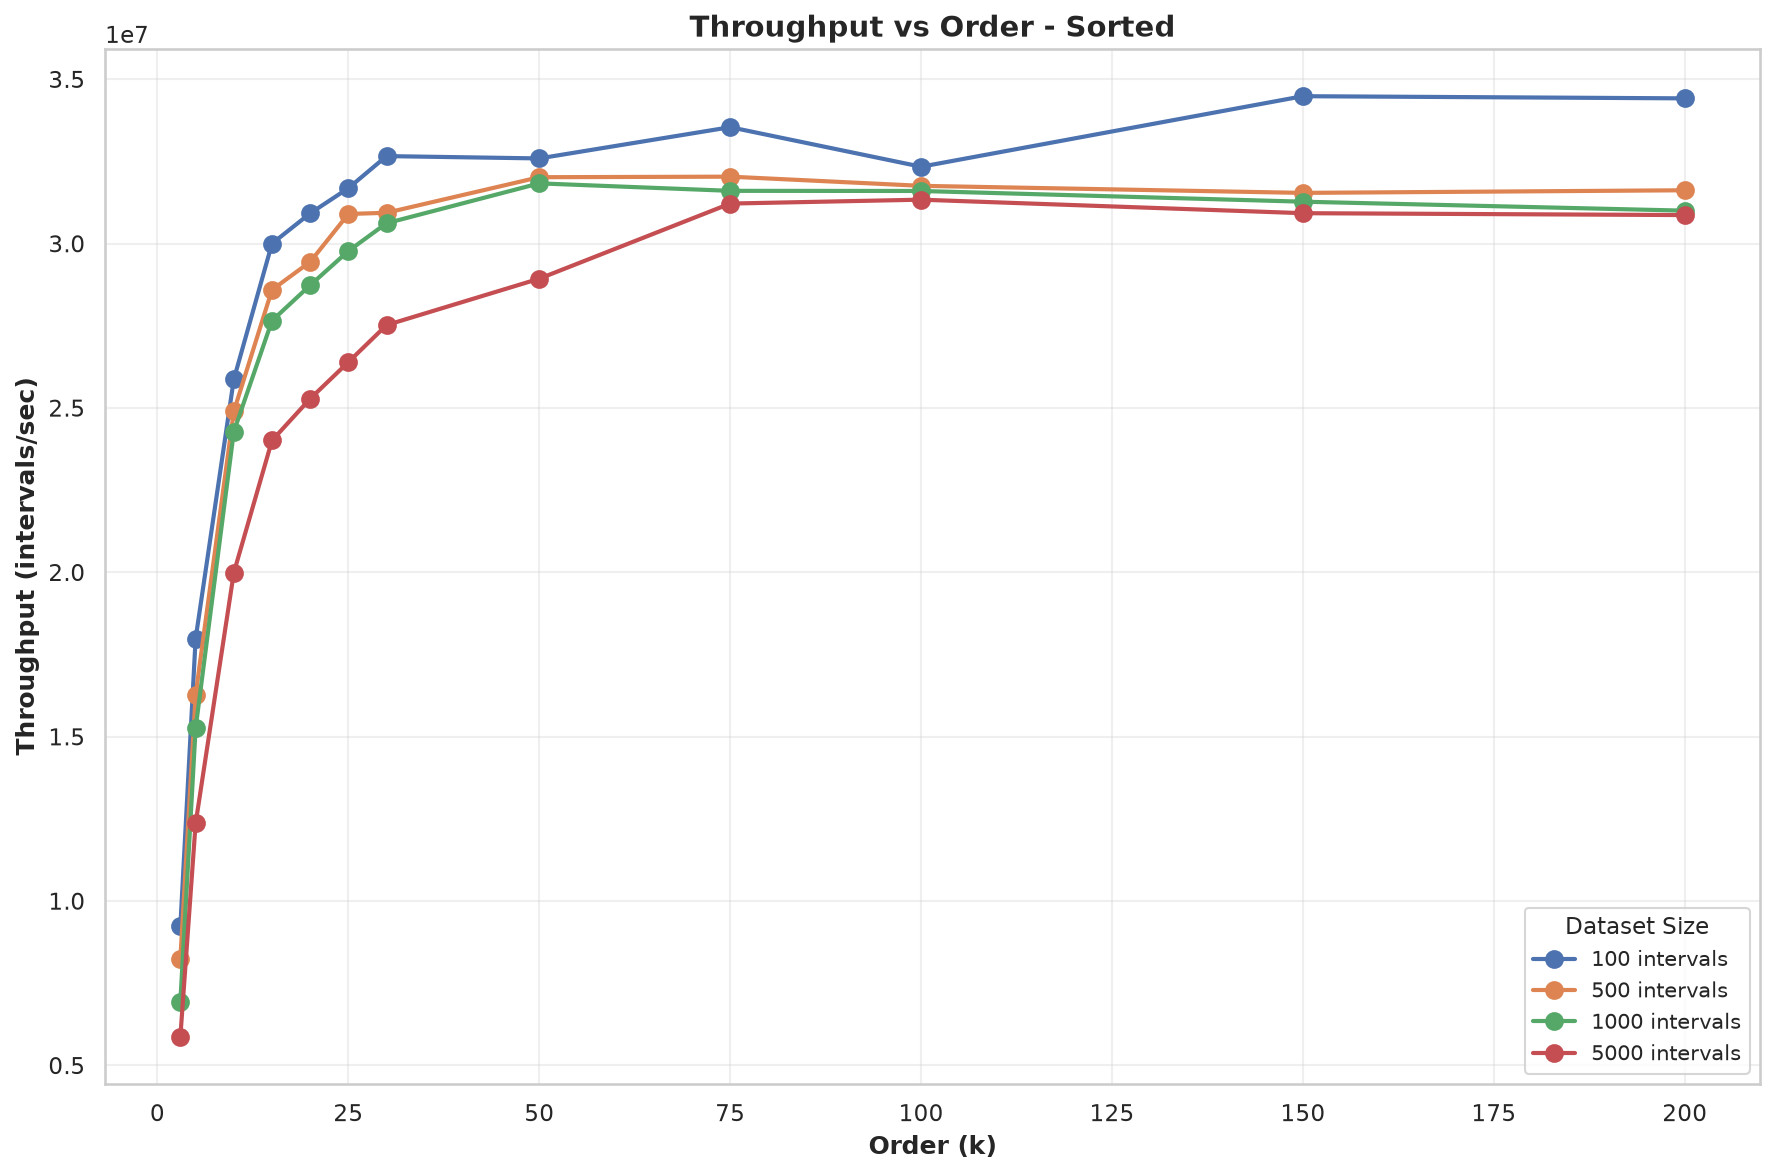 Throughput vs Order - Sorted
1e7
3.5
3.0
2.5
2.0
1.5
1.0
0.5
Throughput (intervals/sec)
0 25 50 75 100 125 150 175 200
Order (k)
Dataset Size
100 intervals
500 intervals
1000 intervals
5000 intervals